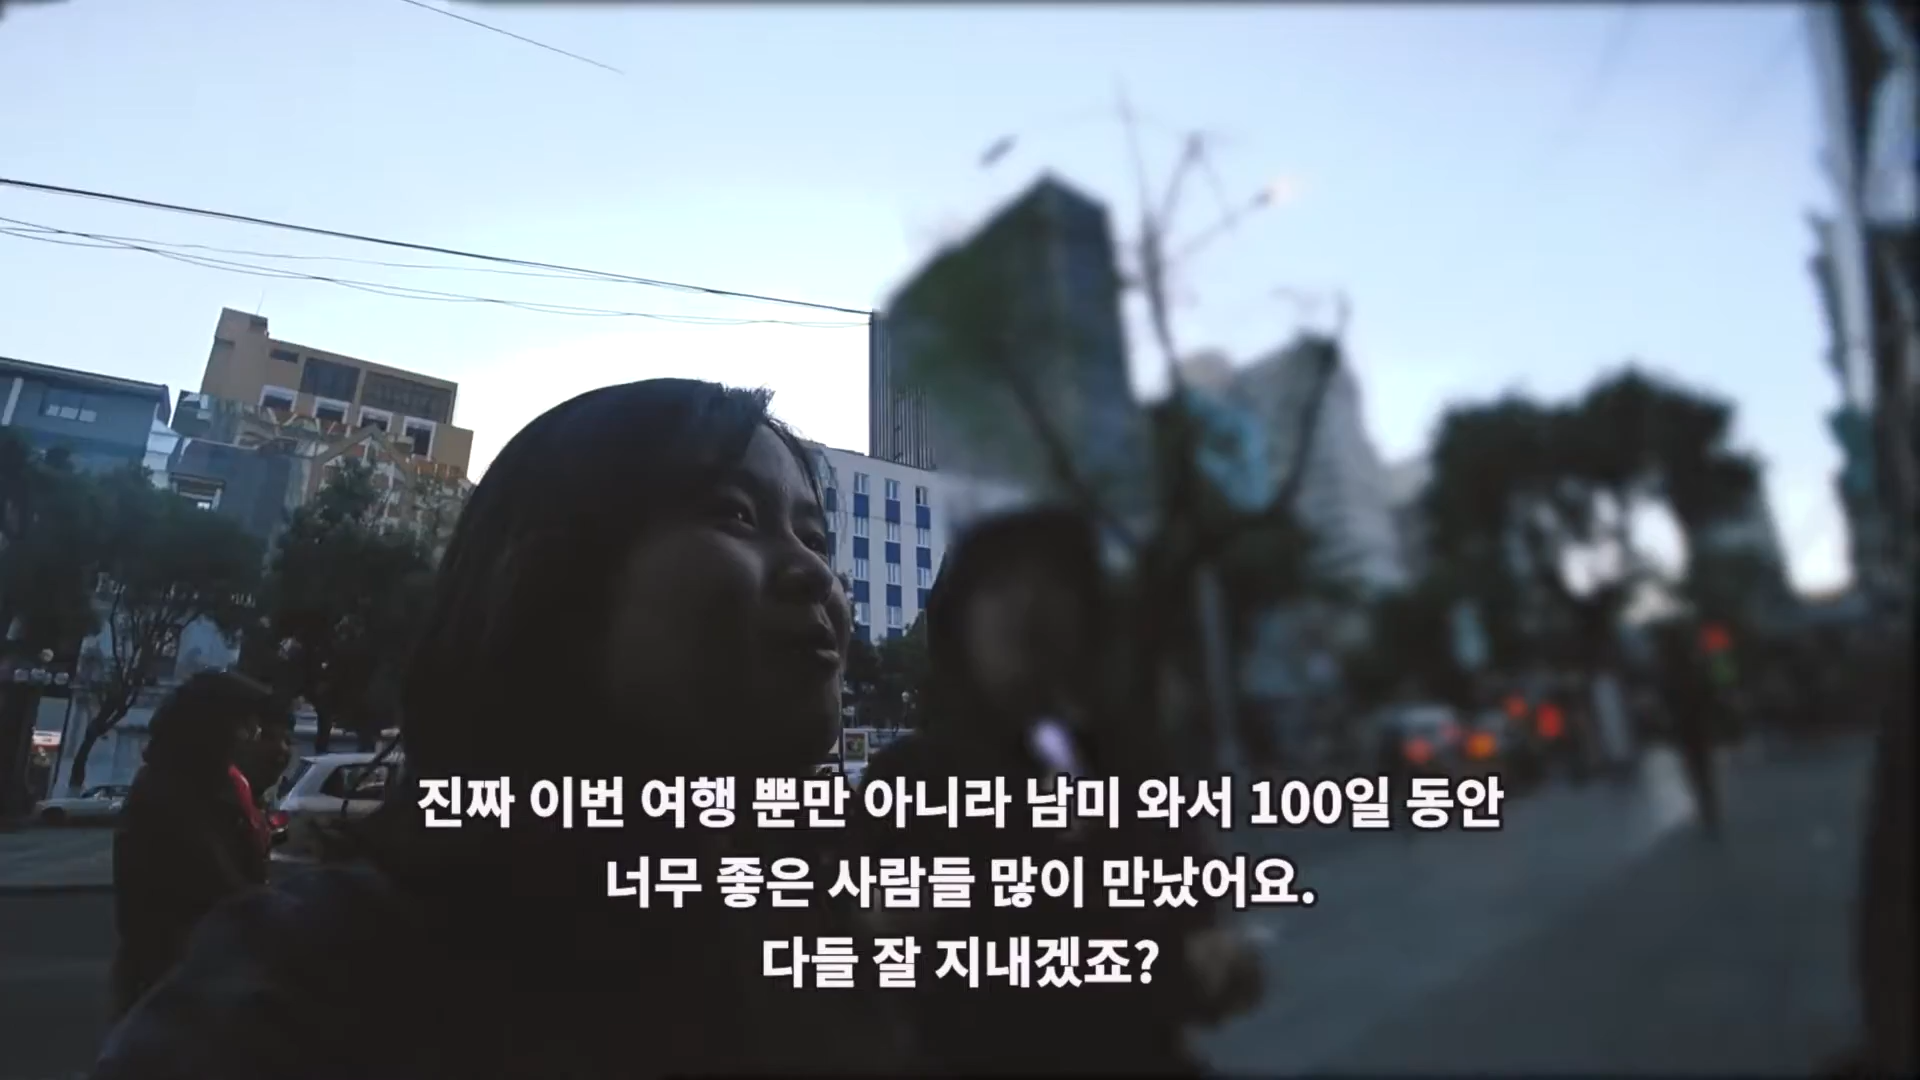 진짜 이번 여행 뿐만 아니라 남미 와서 100일 동안
너무 좋은 사람들 많이 만났어요.
다들 잘 지내겠죠?